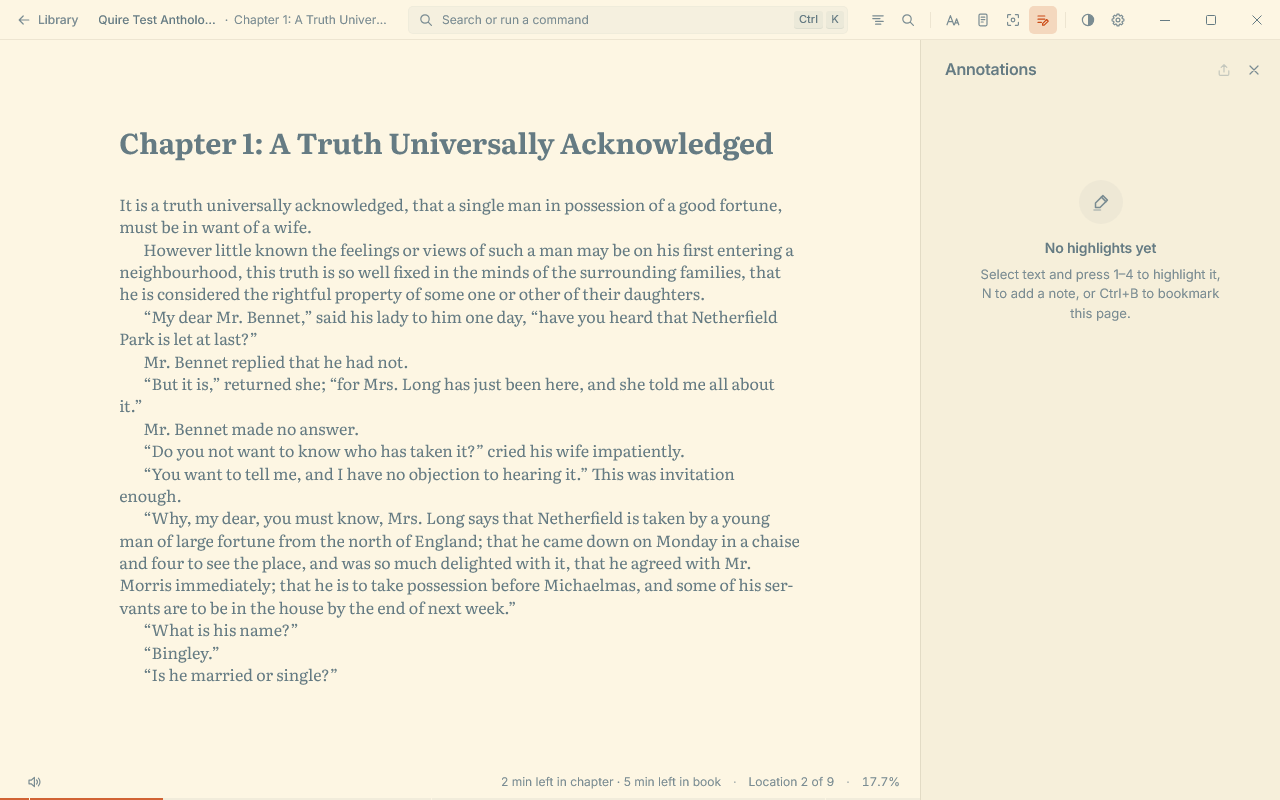 Library
Quire Test Antholo... · Chapter 1: A Truth Univer...
Search or run a command
Ctrl K
Annotations
Chapter 1: A Truth Universally Acknowledged
It is a truth universally acknowledged, that a single man in possession of a good fortune,
must be in want of a wife.
However little known the feelings or views of such a man may be on his first entering a
neighbourhood, this truth is so well fixed in the minds of the surrounding families, that
he is considered the rightful property of some one or other of their daughters.
“My dear Mr. Bennet,” said his lady to him one day, “have you heard that Netherfield
Park is let at last?”
Mr. Bennet replied that he had not.
“But it is,” returned she; “for Mrs. Long has just been here, and she told me all about
it.”
Mr. Bennet made no answer.
“Do you not want to know who has taken it?” cried his wife impatiently.
“You want to tell me, and I have no objection to hearing it.” This was invitation
enough.
“Why, my dear, you must know, Mrs. Long says that Netherfield is taken by a young
man of large fortune from the north of England; that he came down on Monday in a chaise
and four to see the place, and was so much delighted with it, that he agreed with Mr.
Morris immediately; that he is to take possession before Michaelmas, and some of his ser-
vants are to be in the house by the end of next week.”
“What is his name?”
“Bingley.”
“Is he married or single?”
No highlights yet
Select text and press 1–4 to highlight it,
N to add a note, or Ctrl+B to bookmark
this page.
2 min left in chapter · 5 min left in book · Location 2 of 9 · 17.7%